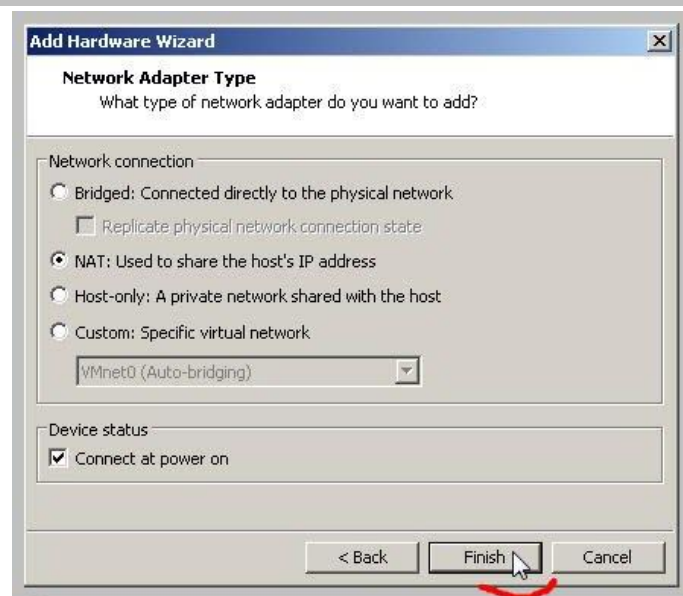 Add Hardware Wizard
Network Adapter Type
What type of network adapter do you want to add?
Network connection
Bridged: Connected directly to the physical network
Replicate physical network connection state
NAT: Used to share the host's IP address
Host-only: A private network shared with the host
Custom: Specific virtual network
VMnet0 (Auto-bridging)
Device status
Connect at power on
< Back Finish Cancel